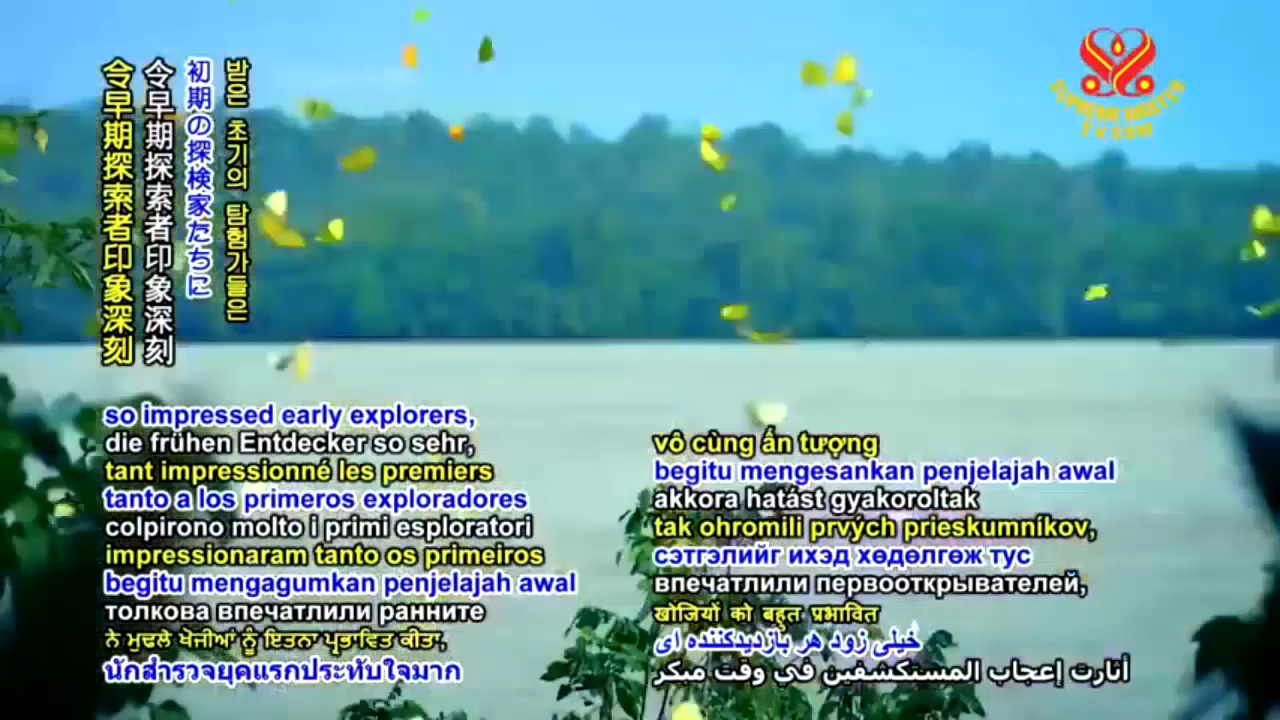 令早期探索者印象深刻
令早期探索者印象深刻
初期の探検家たちに
받은 초기의 탐험가들은
SUPREME MASTER
TV.COM
so impressed early explorers,
die frühen Entdecker so sehr,
tant impressionné les premiers
tanto a los primeros exploradores
colpirono molto i primi esploratori
impressionaram tanto os primeiros
begitu mengagumkan penjelajah awal
толкова впечатлили ранните
ਨੇ ਮੁਢਲੇ ਖੋਜੀਆਂ ਨੂੰ ਇਤਨਾ ਪ੍ਰਭਾਵਿਤ ਕੀਤਾ,
นักสำรวจยุคแรกประทับใจมาก
vô cùng ấn tượng
begitu mengesankan penjelajah awal
akkora hatást gyakoroltak
tak ohromili prvých prieskumníkov,
сэтгэлийг ихэд хөдөлгөж тус
впечатлили первооткрывателей,
खोजियों को बहुत प्रभावित
خیلی زود هر بازدیدکننده ای
أثارت إعجاب المستكشفين في وقت مبكر